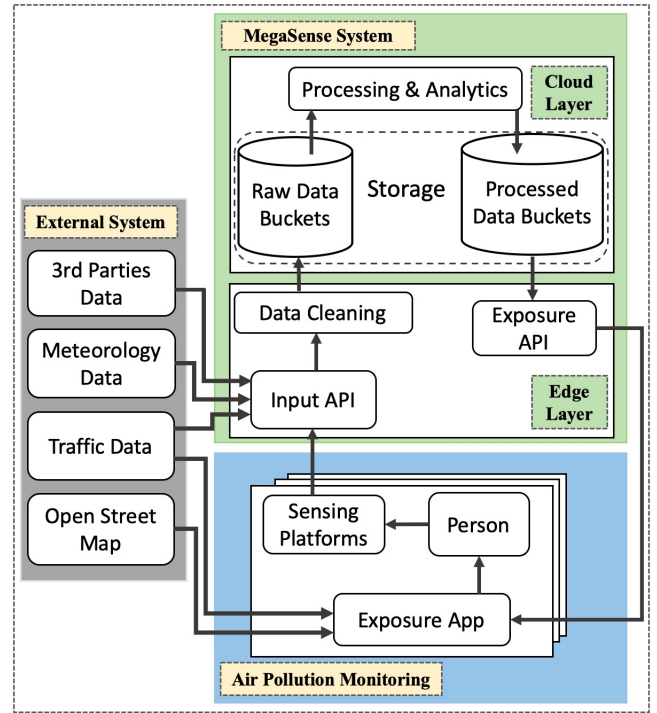 MegaSense System
Processing & Analytics
Cloud
Layer
Raw Data
Buckets
Storage
Processed
Data Buckets
External System
3rd Parties
Data
Meteorology
Data
Traffic Data
Open Street
Map
Data Cleaning
Exposure
API
Input API
Edge
Layer
Sensing
Platforms
Person
Exposure App
Air Pollution Monitoring